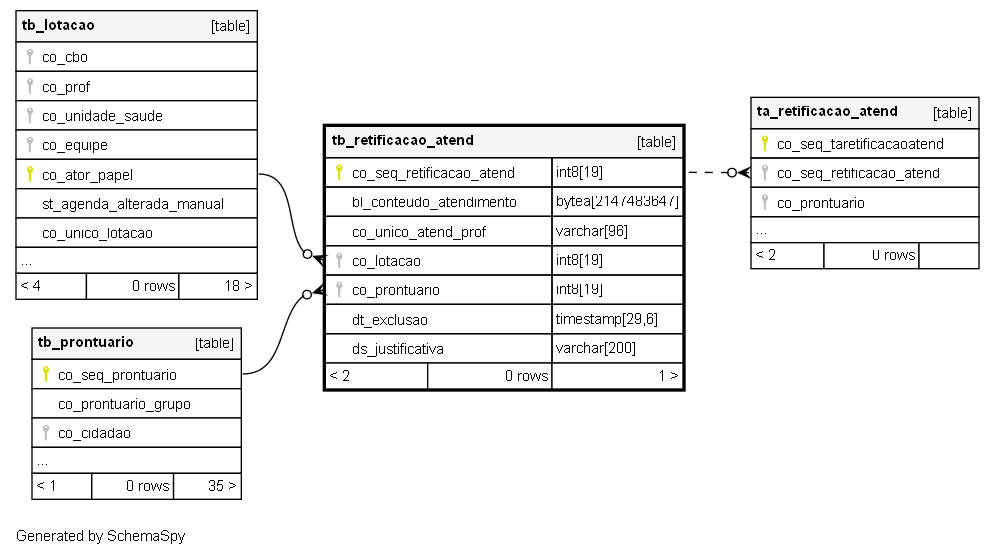 tb_lotacao [table]
co_cbo
co_prof
co_unidade_saude
co_equipe
co_ator_papel
st_agenda_alterada_manual
co_unico_lotacao
...
< 4 0 rows 18 >
tb_prontuario [table]
co_seq_prontuario
co_prontuario_grupo
co_cidadao
...
< 1 0 rows 35 >
tb_retificacao_atend [table]
co_seq_retificacao_atend int8[19]
bl_conteudo_atendimento bytea[2147483647]
co_unico_atend_prof varchar[96]
co_lotacao int8[19]
co_prontuario int8[19]
dt_exclusao timestamp[29,6]
ds_justificativa varchar[200]
< 2 0 rows 1 >
ta_retificacao_atend [table]
co_seq_taretificacaoatend
co_seq_retificacao_atend
co_prontuario
...
< 2 0 rows
Generated by SchemaSpy